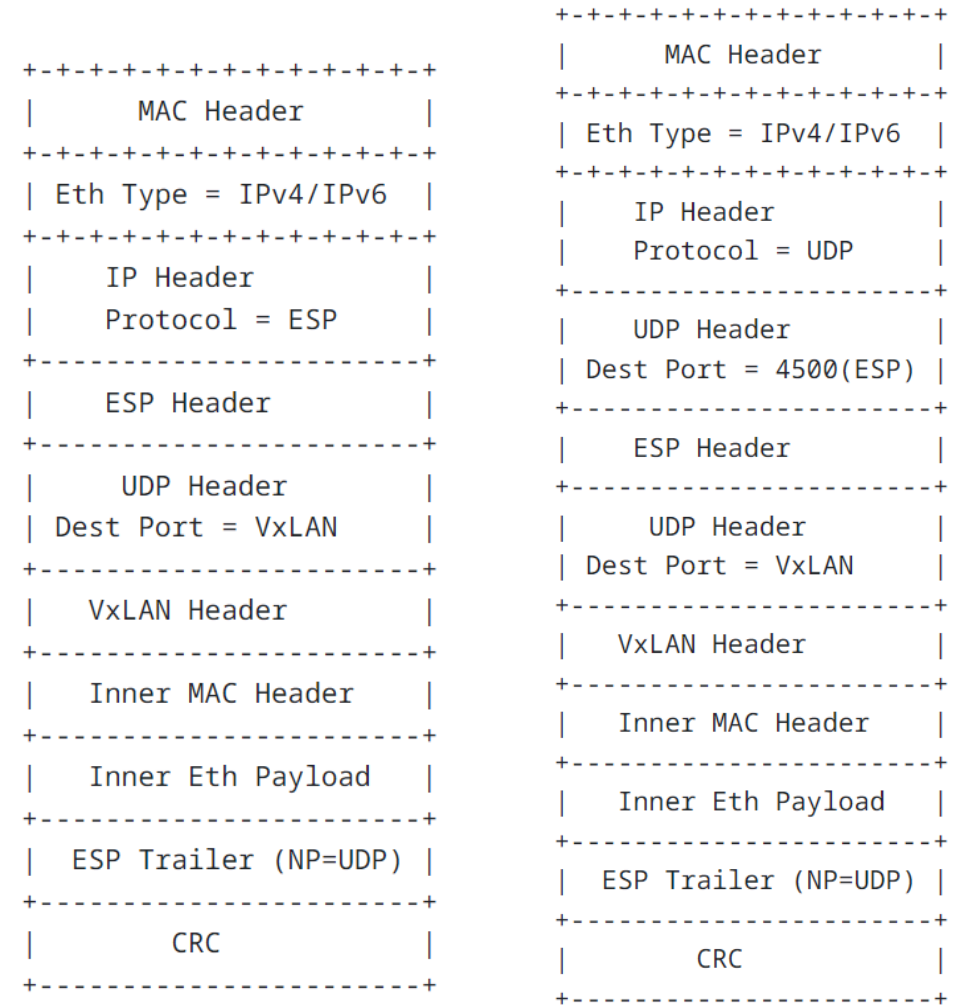 +-+-+-+-+-+-+-+-+-+-+-+-+
| MAC Header |
+-+-+-+-+-+-+-+-+-+-+-+-+
| Eth Type = IPv4/IPv6 |
+-+-+-+-+-+-+-+-+-+-+-+-+
| IP Header |
| Protocol = ESP |
+-----------------------+
| ESP Header |
+-----------------------+
| UDP Header |
| Dest Port = VxLAN |
+-----------------------+
| VxLAN Header |
+-----------------------+
| Inner MAC Header |
+-----------------------+
| Inner Eth Payload |
+-----------------------+
| ESP Trailer (NP=UDP) |
+-----------------------+
| CRC |
+-----------------------+
+-+-+-+-+-+-+-+-+-+-+-+-+
| MAC Header |
+-+-+-+-+-+-+-+-+-+-+-+-+
| Eth Type = IPv4/IPv6 |
+-+-+-+-+-+-+-+-+-+-+-+-+
| IP Header |
| Protocol = UDP |
+-----------------------+
| UDP Header |
| Dest Port = 4500(ESP) |
+-----------------------+
| ESP Header |
+-----------------------+
| UDP Header |
| Dest Port = VxLAN |
+-----------------------+
| VxLAN Header |
+-----------------------+
| Inner MAC Header |
+-----------------------+
| Inner Eth Payload |
+-----------------------+
| ESP Trailer (NP=UDP) |
+-----------------------+
| CRC |
+-----------------------+